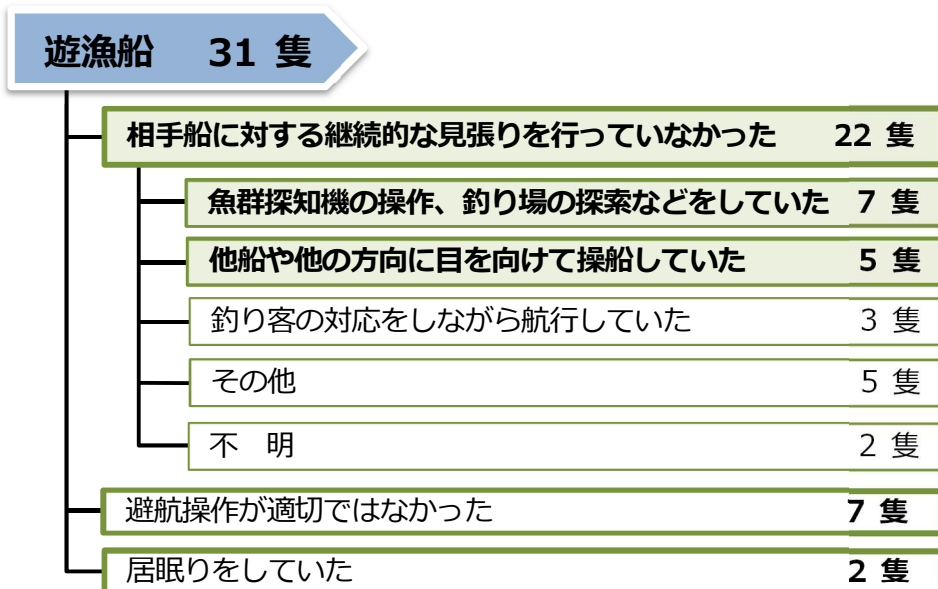 遊漁船　31 隻
相手船に対する継続的な見張りを行っていなかった　22 隻
魚群探知機の操作、釣り場の探索などをしていた　7 隻
他船や他の方向に目を向けて操船していた　5 隻
釣り客の対応をしながら航行していた　3 隻
その他　5 隻
不　明　2 隻
避航操作が適切ではなかった　7 隻
居眠りをしていた　2 隻